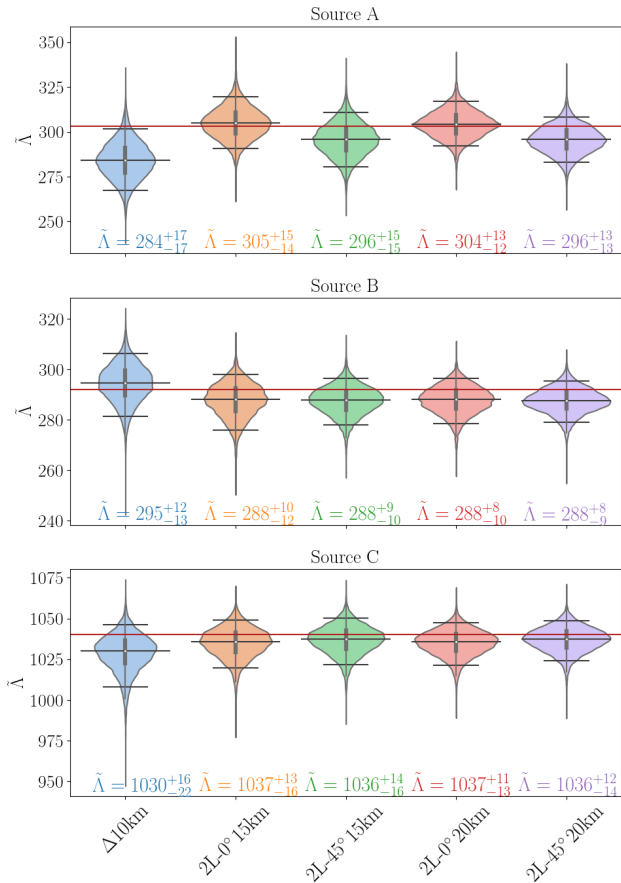 Source A
350
325
300
275
250
Λ̃
Λ̃ = 284⁺¹⁷₋₁₇ Λ̃ = 305⁺¹⁵₋₁₄ Λ̃ = 296⁺¹⁵₋₁₅ Λ̃ = 304⁺¹³₋₁₂ Λ̃ = 296⁺¹³₋₁₃
Source B
320
300
280
260
240
Λ̃
Λ̃ = 295⁺¹²₋₁₃ Λ̃ = 288⁺¹⁰₋₁₂ Λ̃ = 288⁺⁹₋₁₀ Λ̃ = 288⁺⁸₋₁₀ Λ̃ = 288⁺⁸₋₉
Source C
1075
1050
1025
1000
975
950
Λ̃
Λ̃ = 1030⁺¹⁶₋₂₂ Λ̃ = 1037⁺¹³₋₁₆ Λ̃ = 1036⁺¹⁴₋₁₆ Λ̃ = 1037⁺¹¹₋₁₃ Λ̃ = 1036⁺¹²₋₁₄
Δ10km
2L-0° 15km
2L-45° 15km
2L-0° 20km
2L-45° 20km